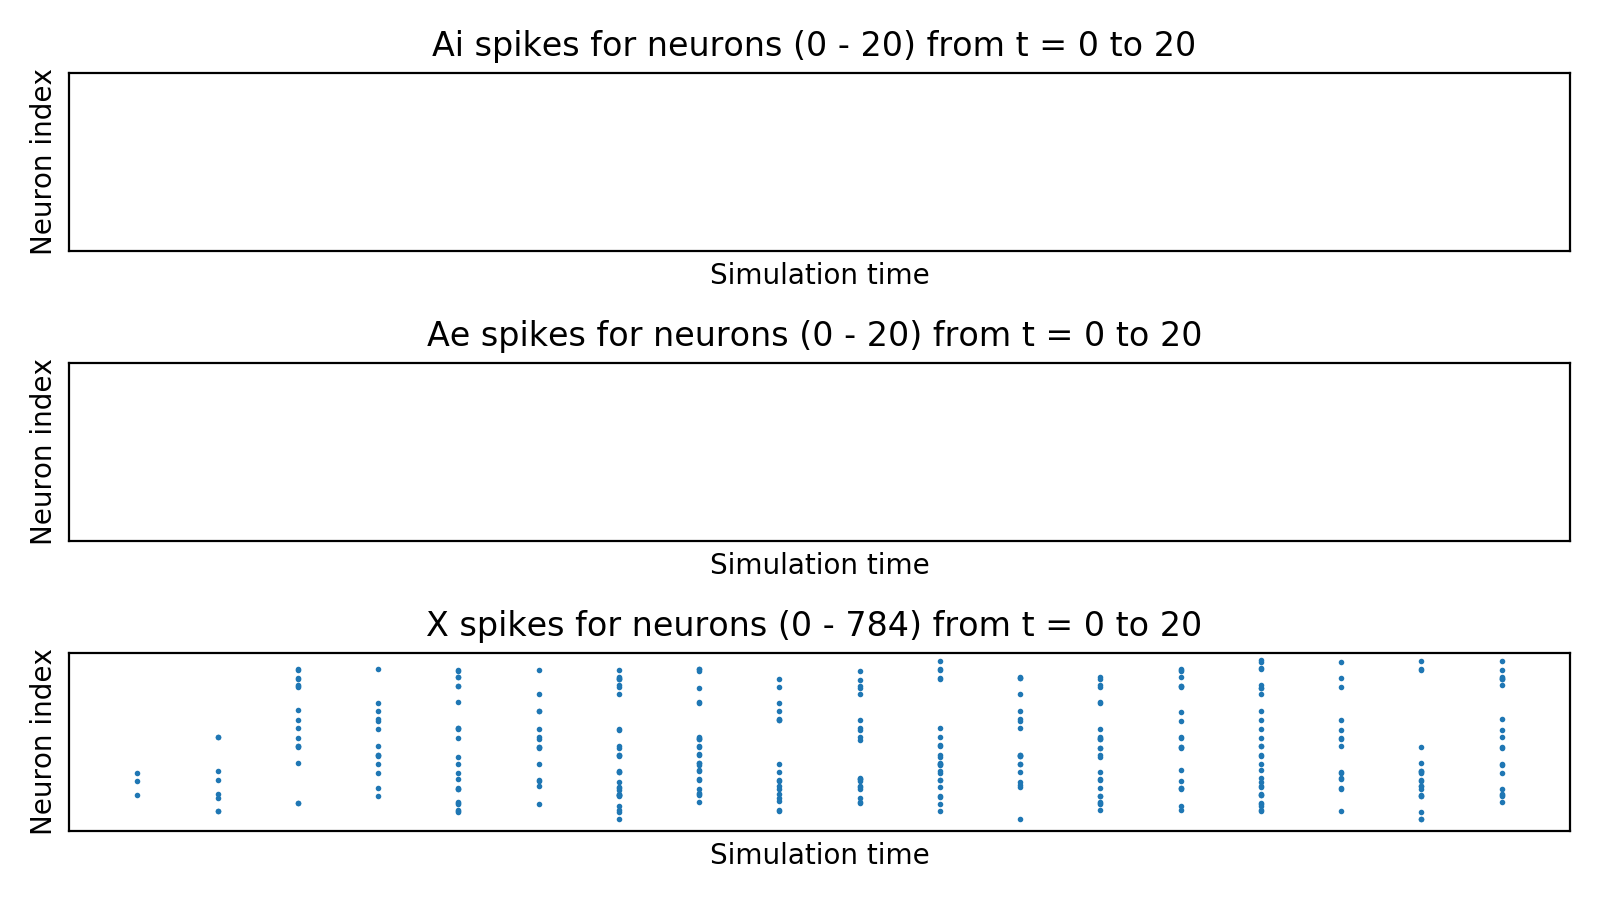 Ai spikes for neurons (0 - 20) from t = 0 to 20
Neuron index
Simulation time
Ae spikes for neurons (0 - 20) from t = 0 to 20
Neuron index
Simulation time
X spikes for neurons (0 - 784) from t = 0 to 20
Neuron index
Simulation time